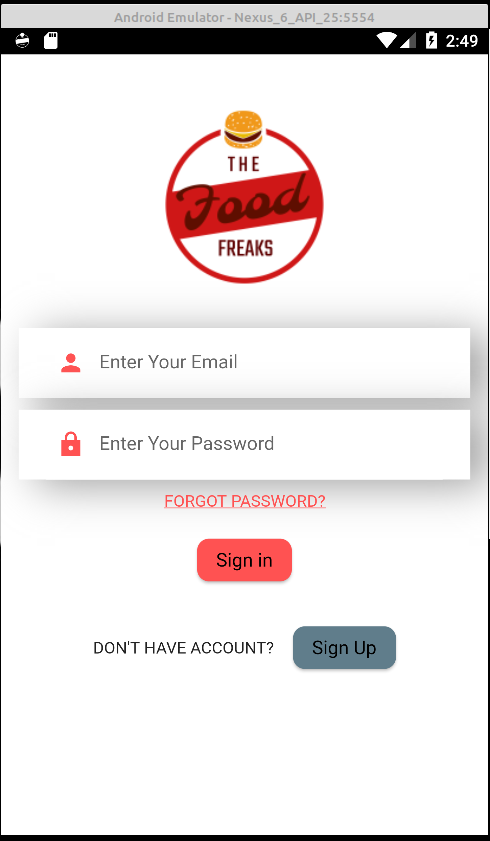 Android Emulator - Nexus_6_API_25:5554
2:49
THE
Food
FREAKS
Enter Your Email
Enter Your Password
FORGOT PASSWORD?
Sign in
DON'T HAVE ACCOUNT? Sign Up